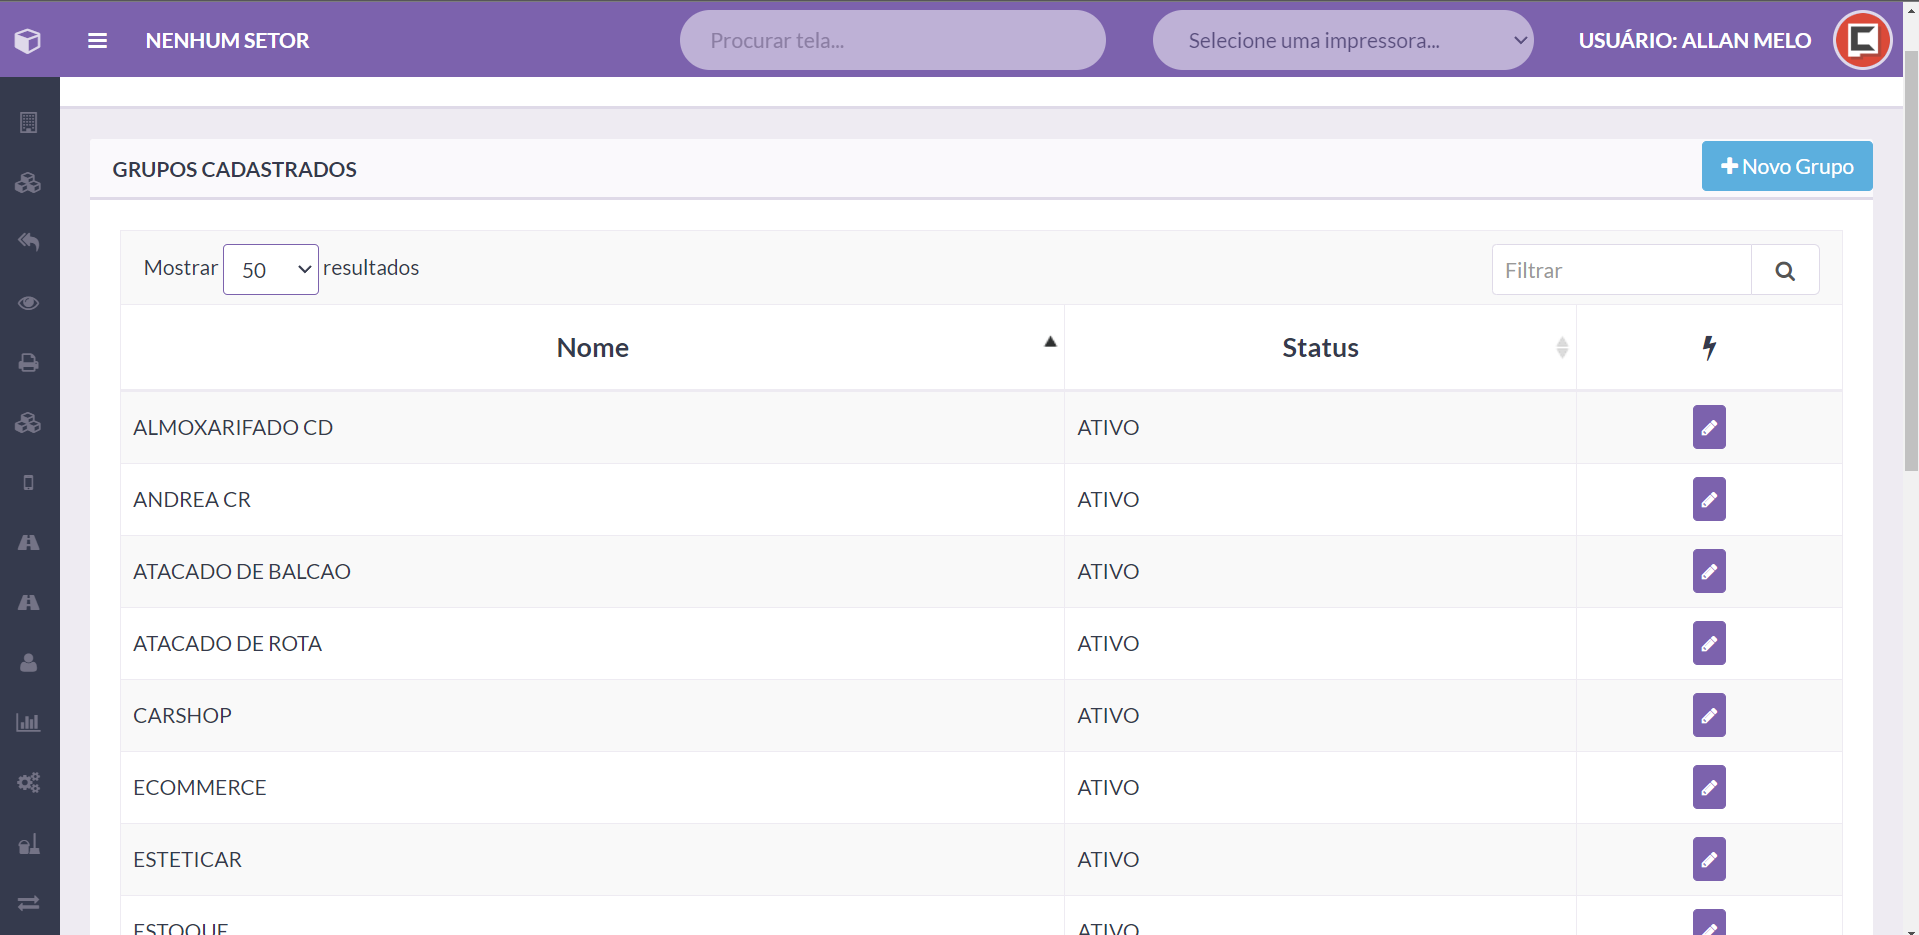 NENHUM SETOR
Procurar tela...
Selecione uma impressora...
USUÁRIO: ALLAN MELO
GRUPOS CADASTRADOS
Novo Grupo
Mostrar 50 resultados
Filtrar
Nome Status
ALMOXARIFADO CD ATIVO
ANDREA CR ATIVO
ATACADO DE BALCAO ATIVO
ATACADO DE ROTA ATIVO
CARSHOP ATIVO
ECOMMERCE ATIVO
ESTETICAR ATIVO
ESTOQUE ATIVO